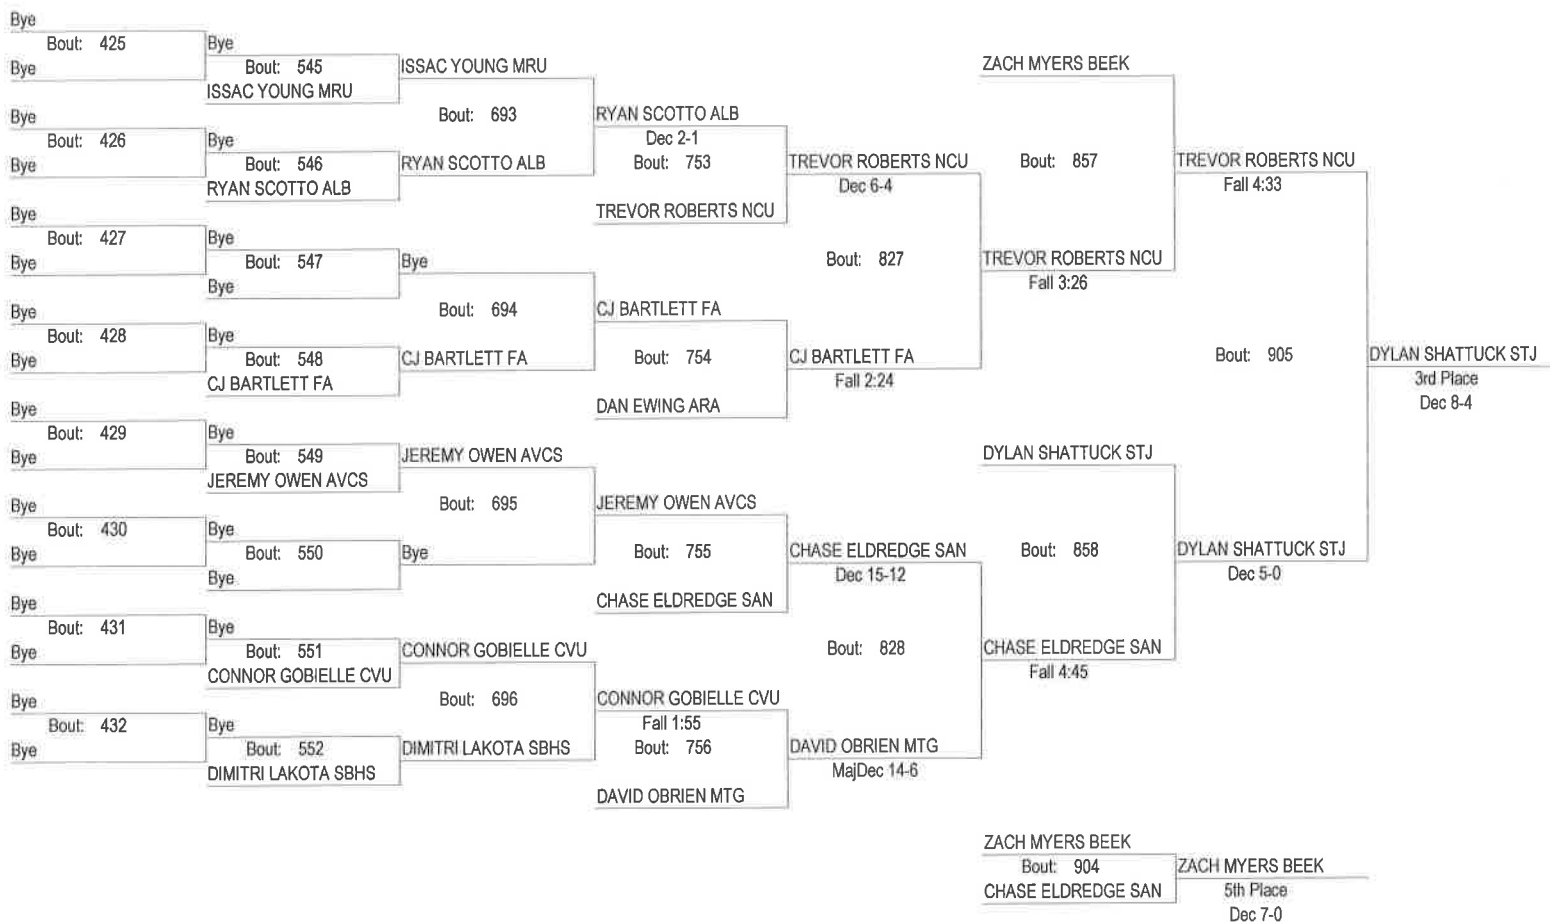 Bye
Bout: 425
Bye
Bye
Bout: 545
ISSAC YOUNG MRU
ISSAC YOUNG MRU
Bout: 693
Bye
Bout: 426
Bye
Bye
Bout: 546
RYAN SCOTTO ALB
RYAN SCOTTO ALB
RYAN SCOTTO ALB
Dec 2-1
Bout: 753
TREVOR ROBERTS NCU
TREVOR ROBERTS NCU
Dec 6-4
Bout: 827
Bye
Bout: 427
Bye
Bye
Bout: 547
Bye
Bye
Bout: 694
Bye
Bout: 428
Bye
Bye
Bout: 548
CJ BARTLETT FA
CJ BARTLETT FA
CJ BARTLETT FA
Bout: 754
DAN EWING ARA
CJ BARTLETT FA
Fall 2:24
ZACH MYERS BEEK
Bout: 857
TREVOR ROBERTS NCU
Fall 3:26
TREVOR ROBERTS NCU
Fall 4:33
Bout: 905
DYLAN SHATTUCK STJ
3rd Place
Dec 8-4
Bye
Bout: 429
Bye
Bye
Bout: 549
JEREMY OWEN AVCS
JEREMY OWEN AVCS
Bout: 695
Bye
Bout: 430
Bye
Bye
Bout: 550
Bye
Bye
JEREMY OWEN AVCS
Bout: 755
CHASE ELDREDGE SAN
CHASE ELDREDGE SAN
Dec 15-12
Bout: 828
Bye
Bout: 431
Bye
Bye
Bout: 551
CONNOR GOBIELLE CVU
CONNOR GOBIELLE CVU
Bout: 696
Bye
Bout: 432
Bye
Bye
Bout: 552
DIMITRI LAKOTA SBHS
DIMITRI LAKOTA SBHS
CONNOR GOBIELLE CVU
Fall 1:55
Bout: 756
DAVID OBRIEN MTG
DAVID OBRIEN MTG
MajDec 14-6
DYLAN SHATTUCK STJ
Bout: 858
CHASE ELDREDGE SAN
Fall 4:45
DYLAN SHATTUCK STJ
Dec 5-0
ZACH MYERS BEEK
Bout: 904
CHASE ELDREDGE SAN
ZACH MYERS BEEK
5th Place
Dec 7-0